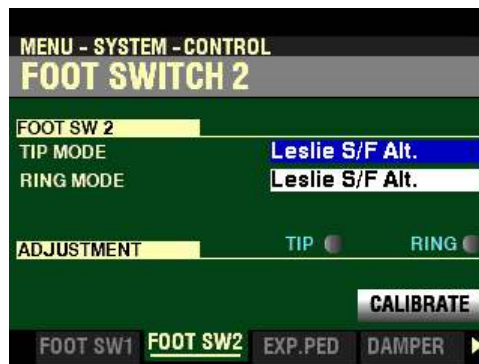 MENU - SYSTEM - CONTROL
FOOT SWITCH 2
FOOT SW 2
TIP MODE Leslie S/F Alt.
RING MODE Leslie S/F Alt.
ADJUSTMENT TIP RING
CALIBRATE
FOOT SW1 FOOT SW2 EXP.PED DAMPER